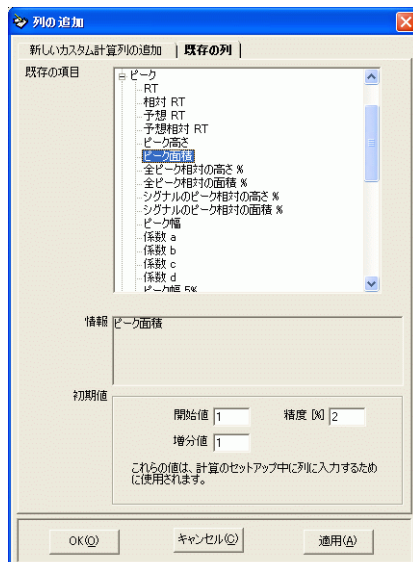 列の追加
新しいカスタム計算列の追加 既存の列
既存の項目
ピーク
RT
相対 RT
予想 RT
予想相対 RT
ピーク高さ
ピーク面積
全ピーク相対の高さ %
全ピーク相対の面積 %
シグナルのピーク相対の高さ %
シグナルのピーク相対の面積 %
ピーク幅
係数 a
係数 b
係数 c
係数 d
ピーク幅 5%
情報 ピーク面積
初期値
開始値 1 精度 [%] 2
増分値 1
これらの値は、計算のセットアップ中に列に入力するため
に使用されます。
OK(O) キャンセル(C) 適用(A)